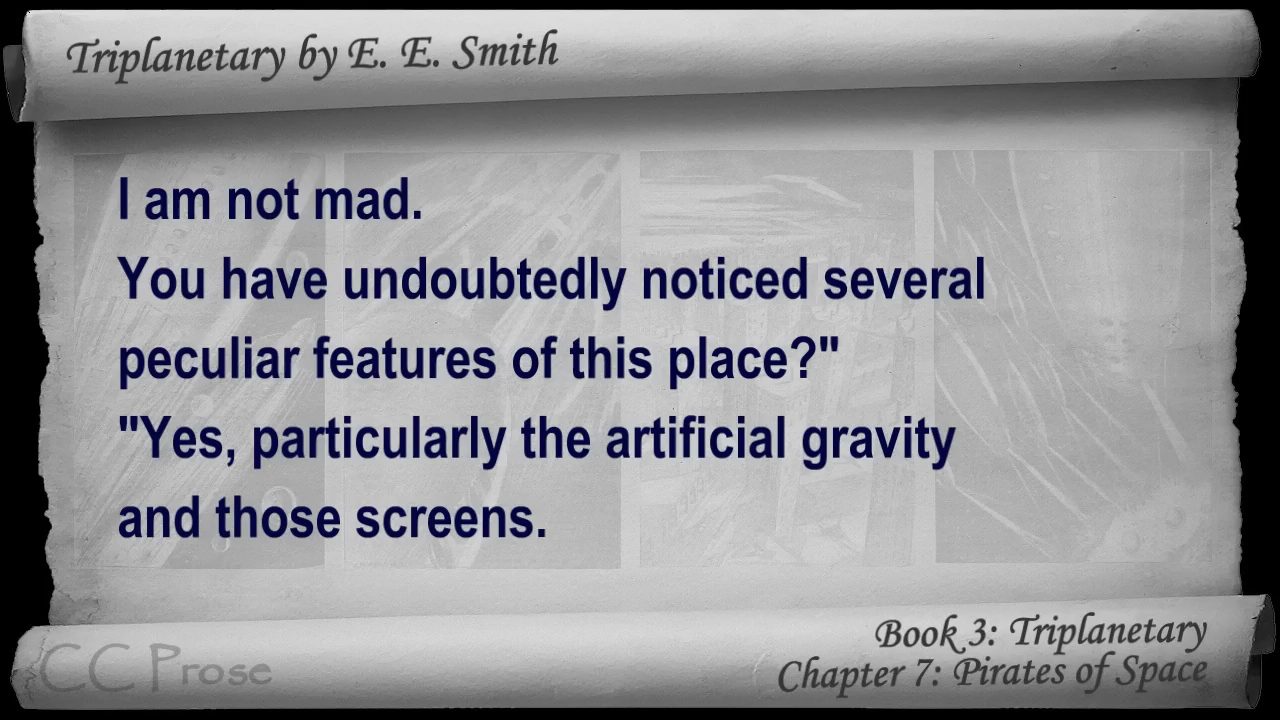 Triplanetary by E. E. Smith
I am not mad.
You have undoubtedly noticed several
peculiar features of this place?"
"Yes, particularly the artificial gravity
and those screens.
Book 3: Triplanetary
Chapter 7: Pirates of Space
CC Prose